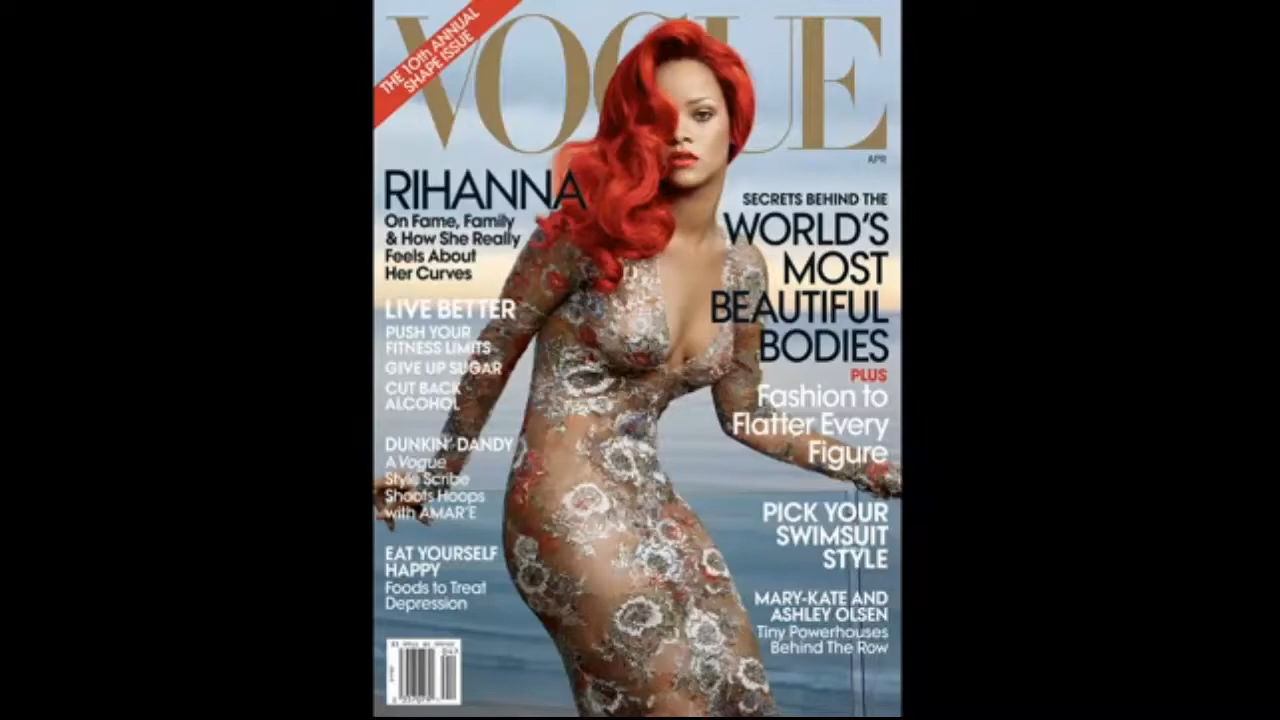 THE 10th ANNUAL
SHAPE ISSUE
VOGUE
APR
RIHANNA
On Fame, Family
& How She Really
Feels About
Her Curves
LIVE BETTER
PUSH YOUR
FITNESS LIMITS
GIVE UP SUGAR
CUT BACK
ALCOHOL
DUNKIN' DANDY
A Vogue
Style Scribe
Shoots Hoops
with AMAR'E
EAT YOURSELF
HAPPY
Foods to Treat
Depression
SECRETS BEHIND THE
WORLD'S
MOST
BEAUTIFUL
BODIES
PLUS
Fashion to
Flatter Every
Figure
PICK YOUR
SWIMSUIT
STYLE
MARY-KATE AND
ASHLEY OLSEN
Tiny Powerhouses
Behind The Row